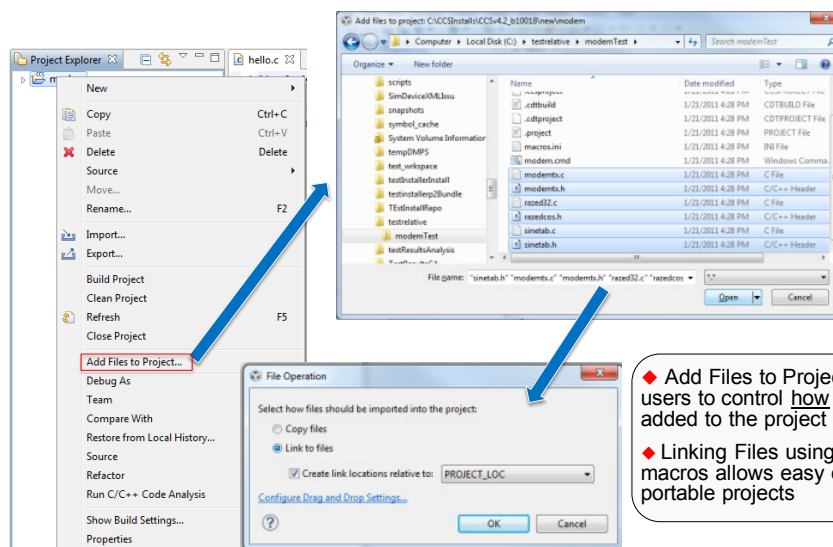 Project Explorer
hello.c
New
Copy Ctrl+C
Paste Ctrl+V
Delete Delete
Source
Move...
Rename... F2
Import...
Export...
Build Project
Clean Project
Refresh F5
Close Project
Add Files to Project...
Debug As
Team
Compare With
Restore from Local History...
Source
Refactor
Run C/C++ Code Analysis
Show Build Settings...
Properties
Add files to project: C:\CCSInstalls\CCSv4.2_b10018\new\modem
Computer Local Disk (C:) testrelative modemTest
Search modemTest
Organize New folder
scripts
SimDeviceXMLIssu
snapshots
symbol_cache
System Volume Information
tempDMPS
test_wrkspace
testInstallerInstall
testinstallerp2Bundle
TEstInstallRepo
testrelative
modemTest
testResultsAnalysis
Name Date modified Type
.cdtbuild 1/21/2011 4:28 PM CDTBUILD File
.cdtproject 1/21/2011 4:28 PM CDTPROJECT File
.project 1/21/2011 4:28 PM PROJECT File
macros.ini 1/21/2011 4:28 PM INI File
modem.cmd 1/21/2011 4:28 PM Windows Comma
modemtx.c 1/21/2011 4:28 PM C File
modemtx.h 1/21/2011 4:28 PM C/C++ Header
razed32.c 1/21/2011 4:28 PM C File
razedcos.h 1/21/2011 4:28 PM C/C++ Header
sinetab.c 1/21/2011 4:28 PM C File
sinetab.h 1/21/2011 4:28 PM C/C++ Header
File name: "sinetab.h" "modemtx.c" "modemtx.h" "razed32.c" "razedcos
*.*
Open Cancel
File Operation
Select how files should be imported into the project:
Copy files
Link to files
Create link locations relative to: PROJECT_LOC
Configure Drag and Drop Settings...
OK Cancel
◆ Add Files to Projec
users to control how
added to the project
◆ Linking Files using
macros allows easy
portable projects